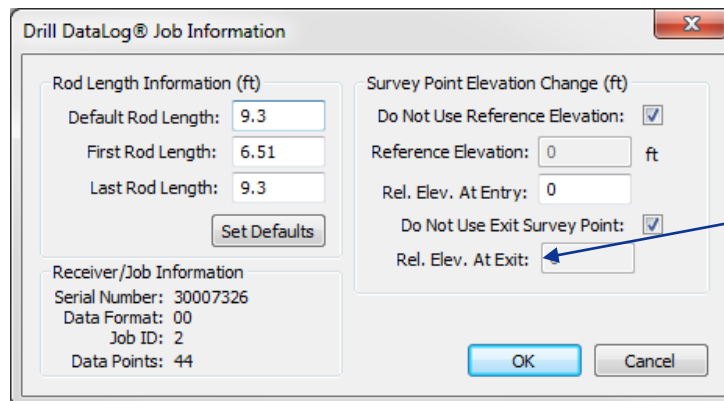 Drill DataLog® Job Information
Rod Length Information (ft)
Default Rod Length: 9.3
First Rod Length: 6.51
Last Rod Length: 9.3
Set Defaults
Receiver/Job Information
Serial Number: 30007326
Data Format: 00
Job ID: 2
Data Points: 44
Survey Point Elevation Change (ft)
Do Not Use Reference Elevation:
Reference Elevation: 0 ft
Rel. Elev. At Entry: 0
Do Not Use Exit Survey Point:
Rel. Elev. At Exit:
OK
Cancel